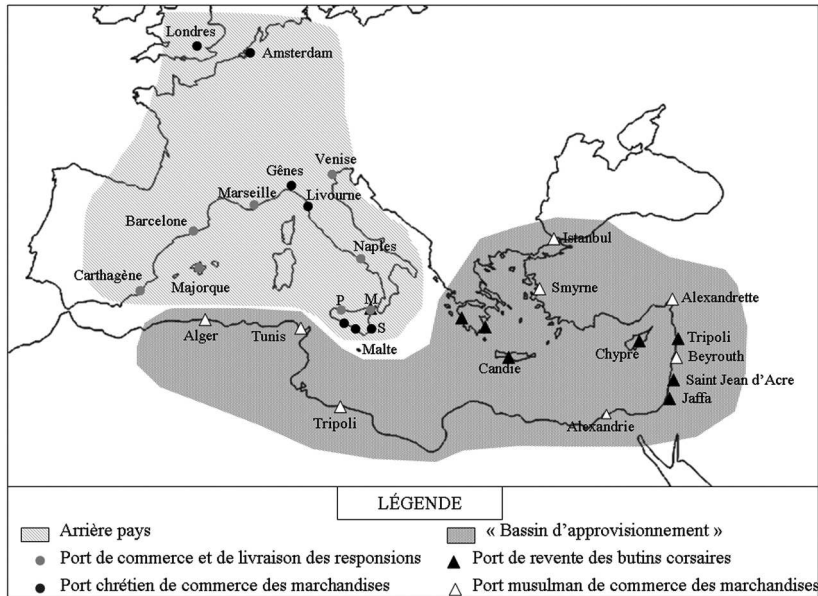 Londres
Amsterdam
Venise
Gênes
Marseille
Livourne
Barcelone
Naples
Istanbul
Carthagène
Majorque
Smyrne
Alexandrette
P
M
Alger
Tunis
S
Malte
Candie
Chypre
Tripoli
Beyrouth
Saint Jean d'Acre
Jaffa
Tripoli
Alexandrie
LÉGENDE
Arrière pays
« Bassin d'approvisionnement »
Port de commerce et de livraison des responsions
Port de revente des butins corsaires
Port chrétien de commerce des marchandises
Port musulman de commerce des marchandises